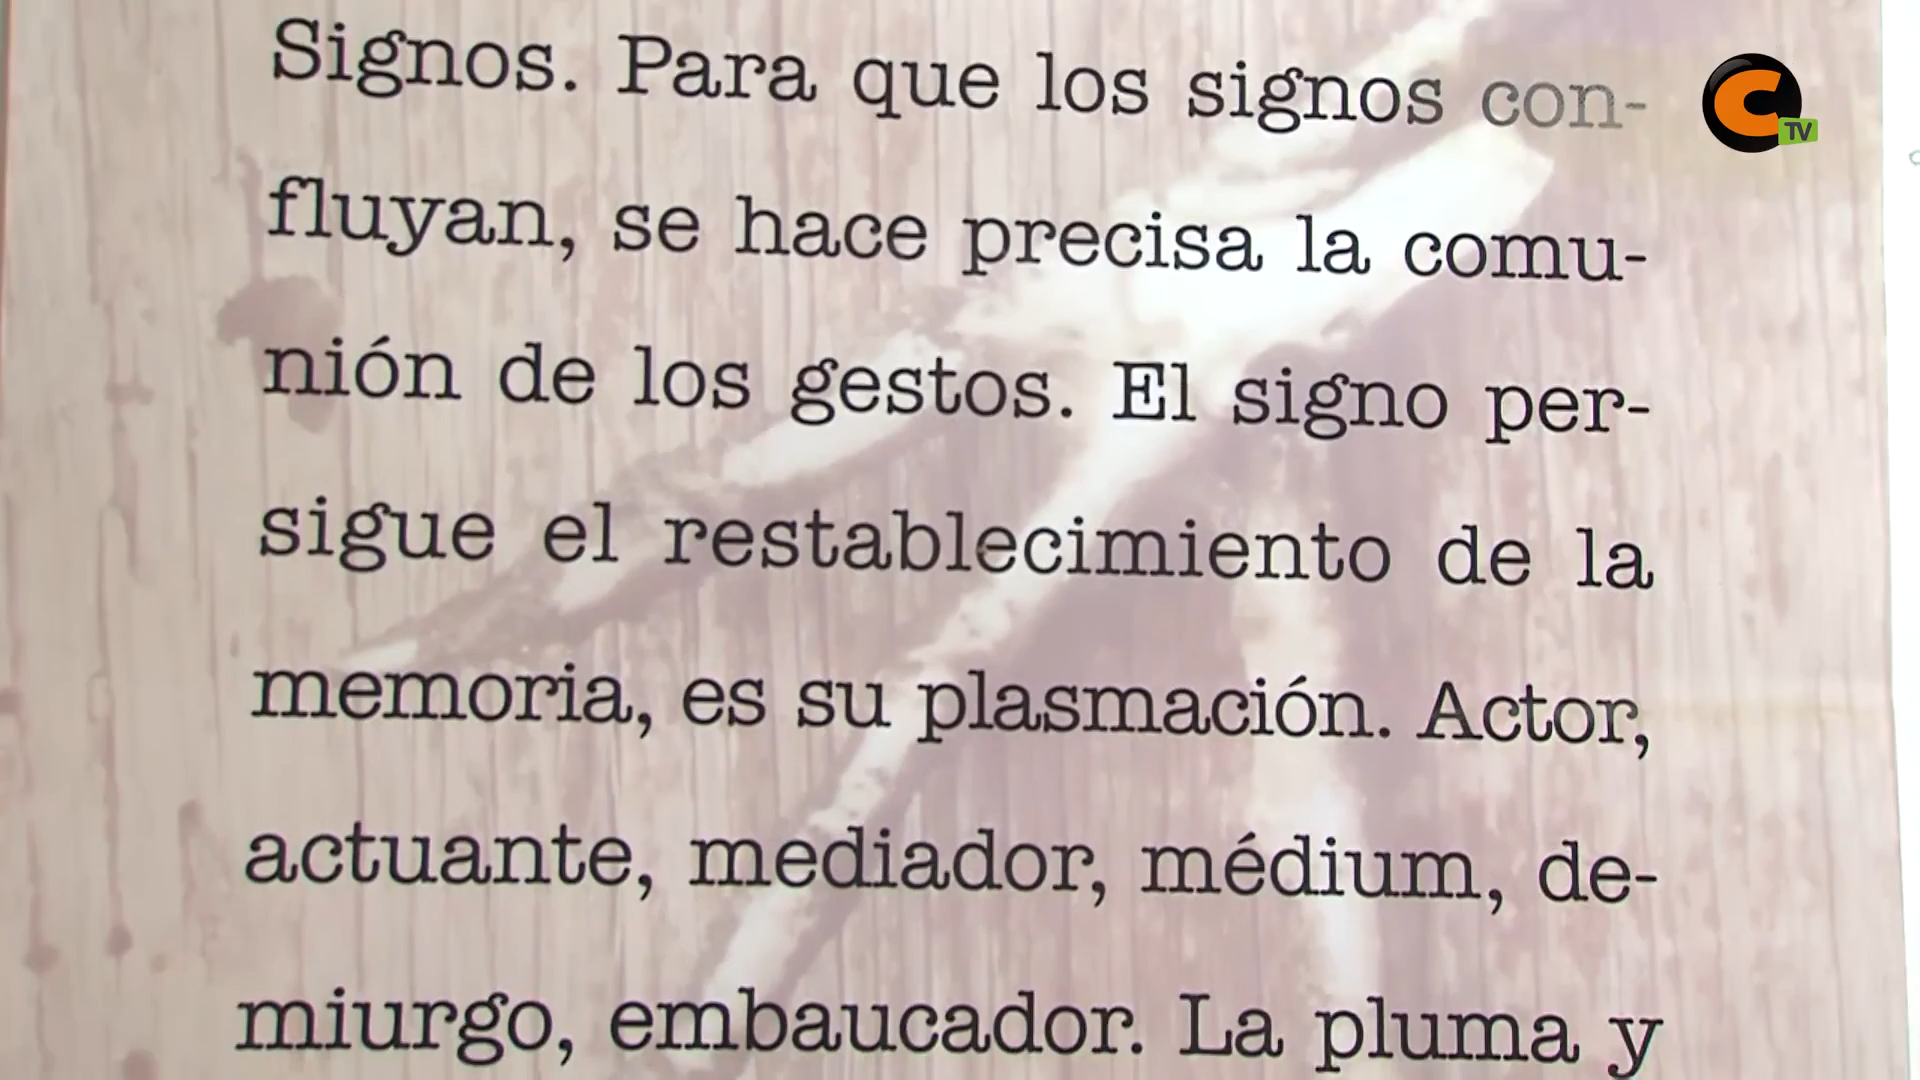 Signos. Para que los signos con-
fluyan, se hace precisa la comu-
nión de los gestos. El signo per-
sigue el restablecimiento de la
memoria, es su plasmación. Actor,
actuante, mediador, médium, de-
miurgo, embaucador. La pluma y
C TV